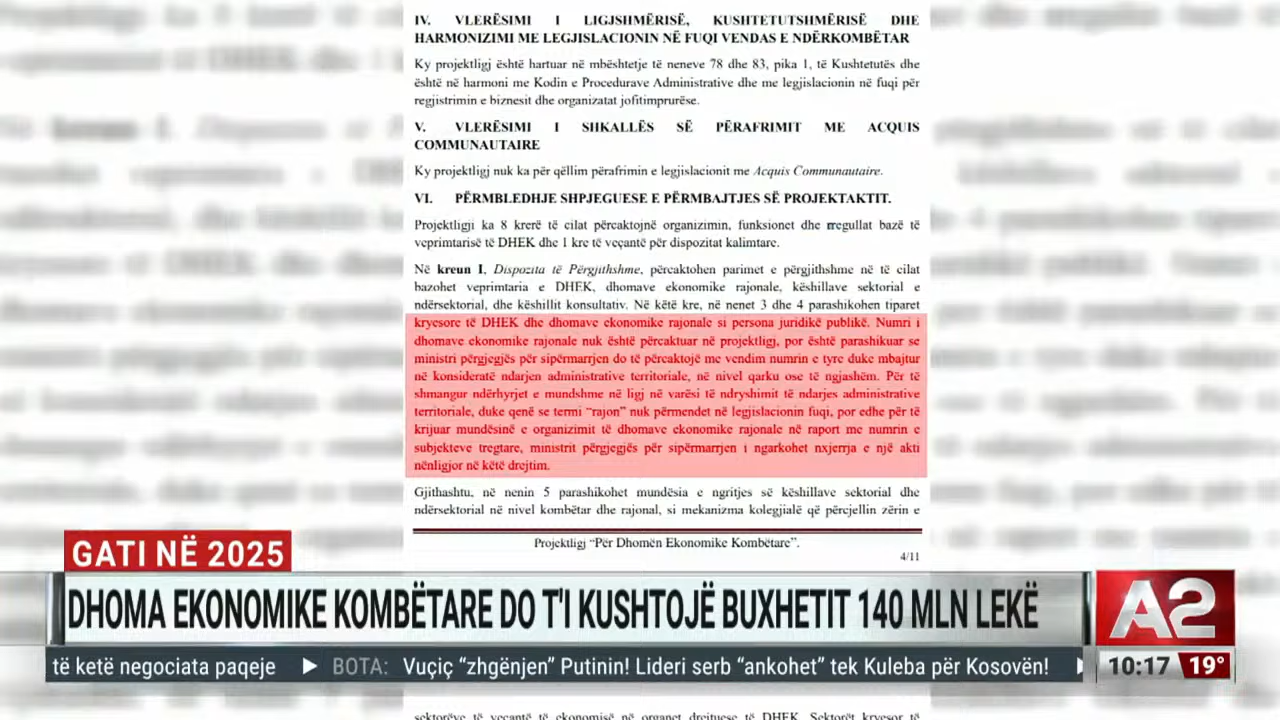 IV. VLERËSIMI I LIGJSHMËRISË, KUSHTETUTSHMËRISË DHE
HARMONIZIMI ME LEGJISLACIONIN NË FUQI VENDAS E NDËRKOMBËTAR
Ky projektligj është hartuar në mbështetje të neneve 78 dhe 83, pika 1, të Kushtetutës dhe
është në harmoni me Kodin e Procedurave Administrative dhe me legjislacionin në fuqi për
regjistrimin e biznesit dhe organizatat jofitimprurëse.
V. VLERËSIMI I SHKALLËS SË PËRAFRIMIT ME ACQUIS
COMMUNAUTAIRE
Ky projektligj nuk ka për qëllim përafrimin e legjislacionit me Acquis Communautaire.
VI. PËRMBLEDHJE SHPJEGUESE E PËRMBAJTJES SË PROJEKTAKTIT.
Projektligji ka 8 krerë të cilat përcaktojnë organizimin, funksionet dhe rregullat bazë të
veprimtarisë të DHEK dhe 1 kre të veçantë për dispozitat kalimtare.
Në kreun I, Dispozita të Përgjithshme, përcaktohen parimet e përgjithshme në të cilat
bazohet veprimtaria e DHEK, dhomave ekonomike rajonale, këshillave sektorial e
ndërsektorial, dhe këshillit konsultativ. Në këtë kre, në nenet 3 dhe 4 parashikohen tiparet
kryesore të DHEK dhe dhomave ekonomike rajonale si persona juridikë publikë. Numri i
dhomave ekonomike rajonale nuk është përcaktuar në projektligj, por është parashikuar se
ministri përgjegjës për sipërmarrjen do të përcaktojë me vendim numrin e tyre duke mbajtur
në konsideratë ndarjen administrative territoriale, në nivel qarku ose të ngjashëm. Për të
shmangur ndërhyrjet e mundshme në ligj në varësi të ndryshimit të ndarjes administrative
territoriale, duke qenë se termi “rajon” nuk përmendet në legjislacionin fuqi, por edhe për të
krijuar mundësinë e organizimit të dhomave ekonomike rajonale në raport me numrin e
subjekteve tregtare, ministrit përgjegjës për sipërmarrjen i ngarkohet nxjerrja e një akti
nënligjor në këtë drejtim.
Gjithashtu, në nenin 5 parashikohet mundësia e ngritjes së këshillave sektorial dhe
ndërsektorial në nivel kombëtar dhe rajonal, si mekanizma kolegjialë që përcjellin zërin e
Projektligj “Për Dhomën Ekonomike Kombëtare”.
4/11
GATI NË 2025
DHOMA EKONOMIKE KOMBËTARE DO T'I KUSHTOJË BUXHETIT 140 MLN LEKË
A2
të ketë negociata paqeje BOTA: Vuçiç “zhgënjen” Putinin! Lideri serb “ankohet” tek Kuleba për Kosovën!
10:17 19°
sektorëve të veçantë të ekonomisë në organet drejtuese të DHEK. Sektorët kryesor të